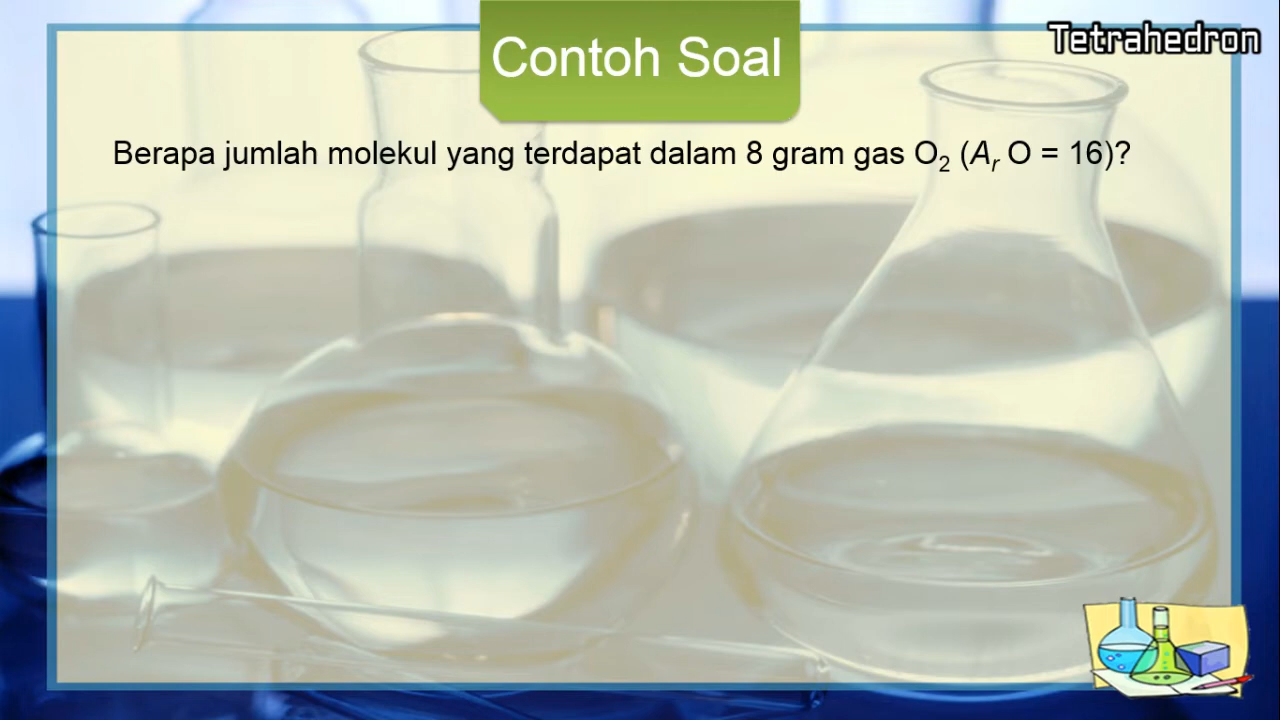 Contoh Soal
Tetrahedron
Berapa jumlah molekul yang terdapat dalam 8 gram gas O₂ (Aᵣ O = 16)?